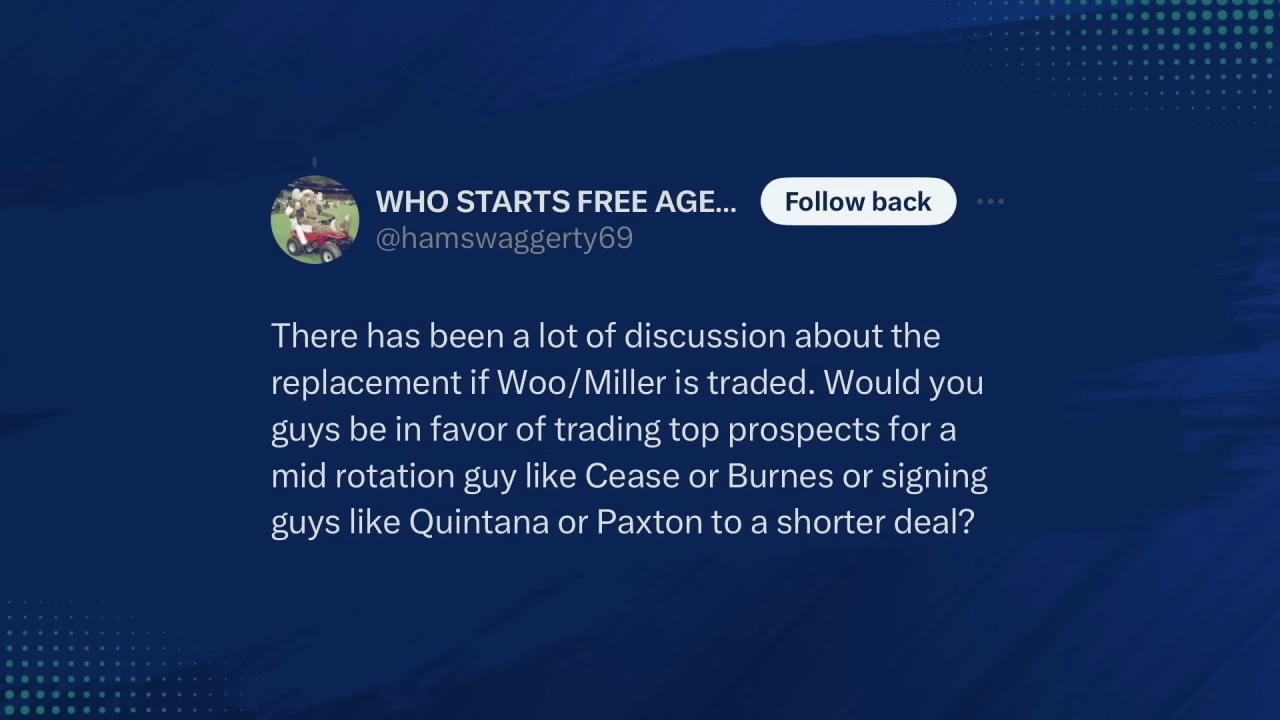 WHO STARTS FREE AGE...
Follow back
@hamswaggerty69
There has been a lot of discussion about the
replacement if Woo/Miller is traded. Would you
guys be in favor of trading top prospects for a
mid rotation guy like Cease or Burnes or signing
guys like Quintana or Paxton to a shorter deal?